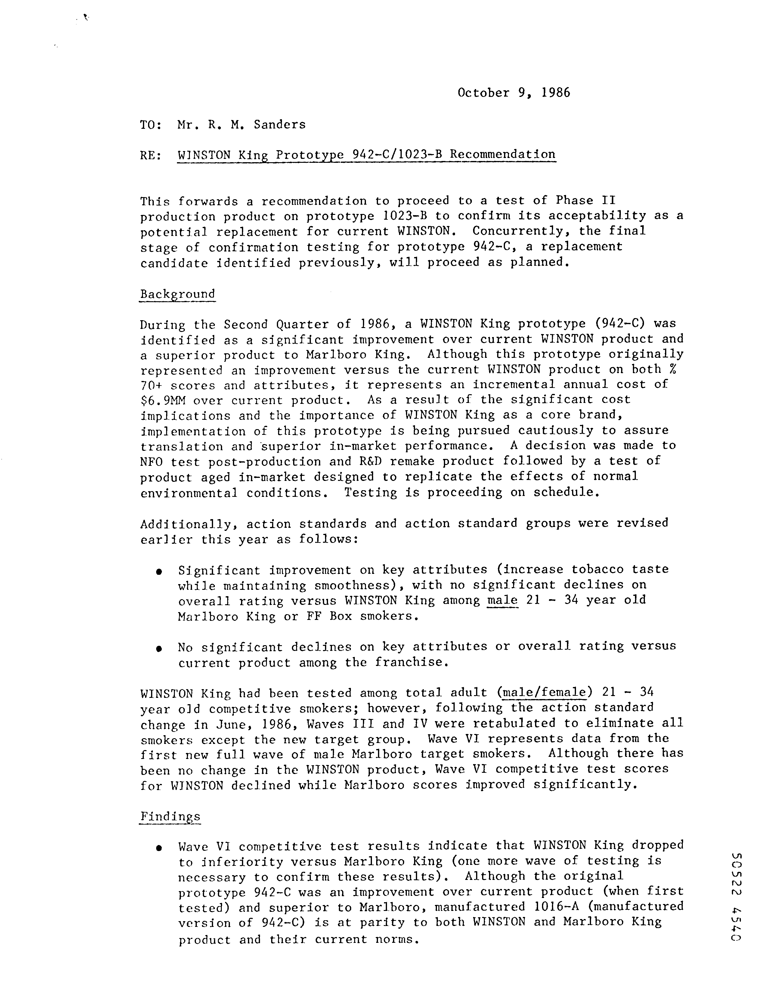 October 9, 1986
TO: Mr. R. M. Sanders
RE: WINSTON King Prototype 942-C/1023-B Recommendation
This forwards a recommendation to proceed to a test of Phase II
production product on prototype 1023-B to confirm its acceptability as a
potential replacement for current WINSTON. Concurrently, the final
stage of confirmation testing for prototype 942-C, a replacement
candidate identified previously, will proceed as planned.
Background
During the Second Quarter of 1986, a WINSTON King prototype (942-C) was
identified as a significant improvement over current WINSTON product and
a superior product to Marlboro King. Although this prototype originally
represented an improvement versus the current WINSTON product on both %
70+ scores and attributes, it represents an incremental annual cost of
$6.9MM over current product. As a result of the significant cost
implications and the importance of WINSTON King as a core brand,
implementation of this prototype is being pursued cautiously to assure
translation and superior in-market performance. A decision was made to
NFO test post-production and R&D remake product followed by a test of
product aged in-market designed to replicate the effects of normal
environmental conditions. Testing is proceeding on schedule.
Additionally, action standards and action standard groups were revised
earlier this year as follows:
• Significant improvement on key attributes (increase tobacco taste
while maintaining smoothness), with no significant declines on
overall rating versus WINSTON King among male 21 - 34 year old
Marlboro King or FF Box smokers.
• No significant declines on key attributes or overall rating versus
current product among the franchise.
WINSTON King had been tested among total adult (male/female) 21 - 34
year old competitive smokers; however, following the action standard
change in June, 1986, Waves III and IV were retabulated to eliminate all
smokers except the new target group. Wave VI represents data from the
first new full wave of male Marlboro target smokers. Although there has
been no change in the WINSTON product, Wave VI competitive test scores
for WINSTON declined while Marlboro scores improved significantly.
Findings
• Wave VI competitive test results indicate that WINSTON King dropped
to inferiority versus Marlboro King (one more wave of testing is
necessary to confirm these results). Although the original
prototype 942-C was an improvement over current product (when first
tested) and superior to Marlboro, manufactured 1016-A (manufactured
version of 942-C) is at parity to both WINSTON and Marlboro King
product and their current norms.
50522 4540